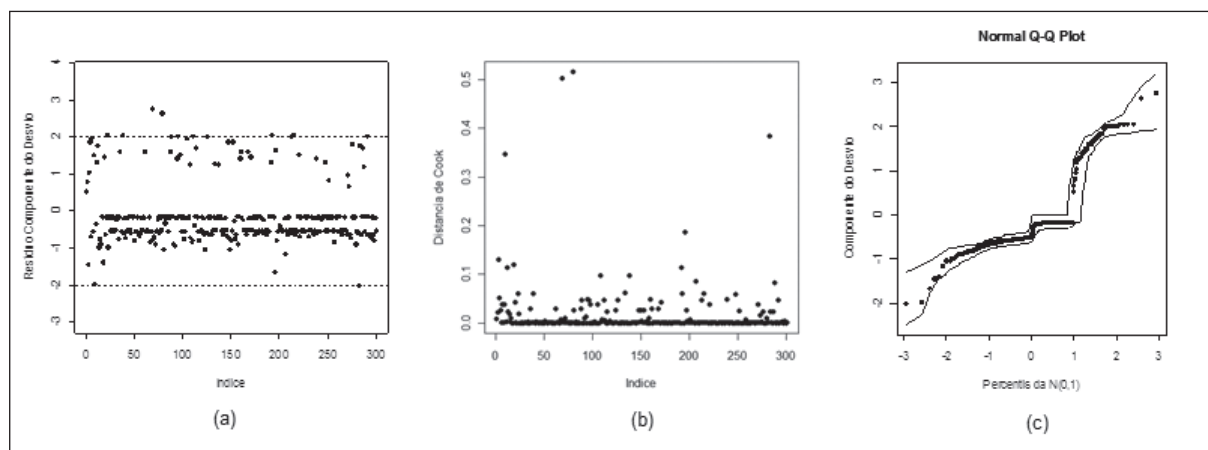 Normal Q-Q Plot
4
3
2
1
0
-1
-2
-3
Resíduo Componente do Desvio
0 50 100 150 200 250 300
Indice
(a)
0.5
0.4
0.3
0.2
0.1
0.0
Distancia de Cook
0 50 100 150 200 250 300
Indice
(b)
3
2
1
0
-1
-2
Componente do Desvio
-3 -2 -1 0 1 2 3
Percentis da N(0,1)
(c)